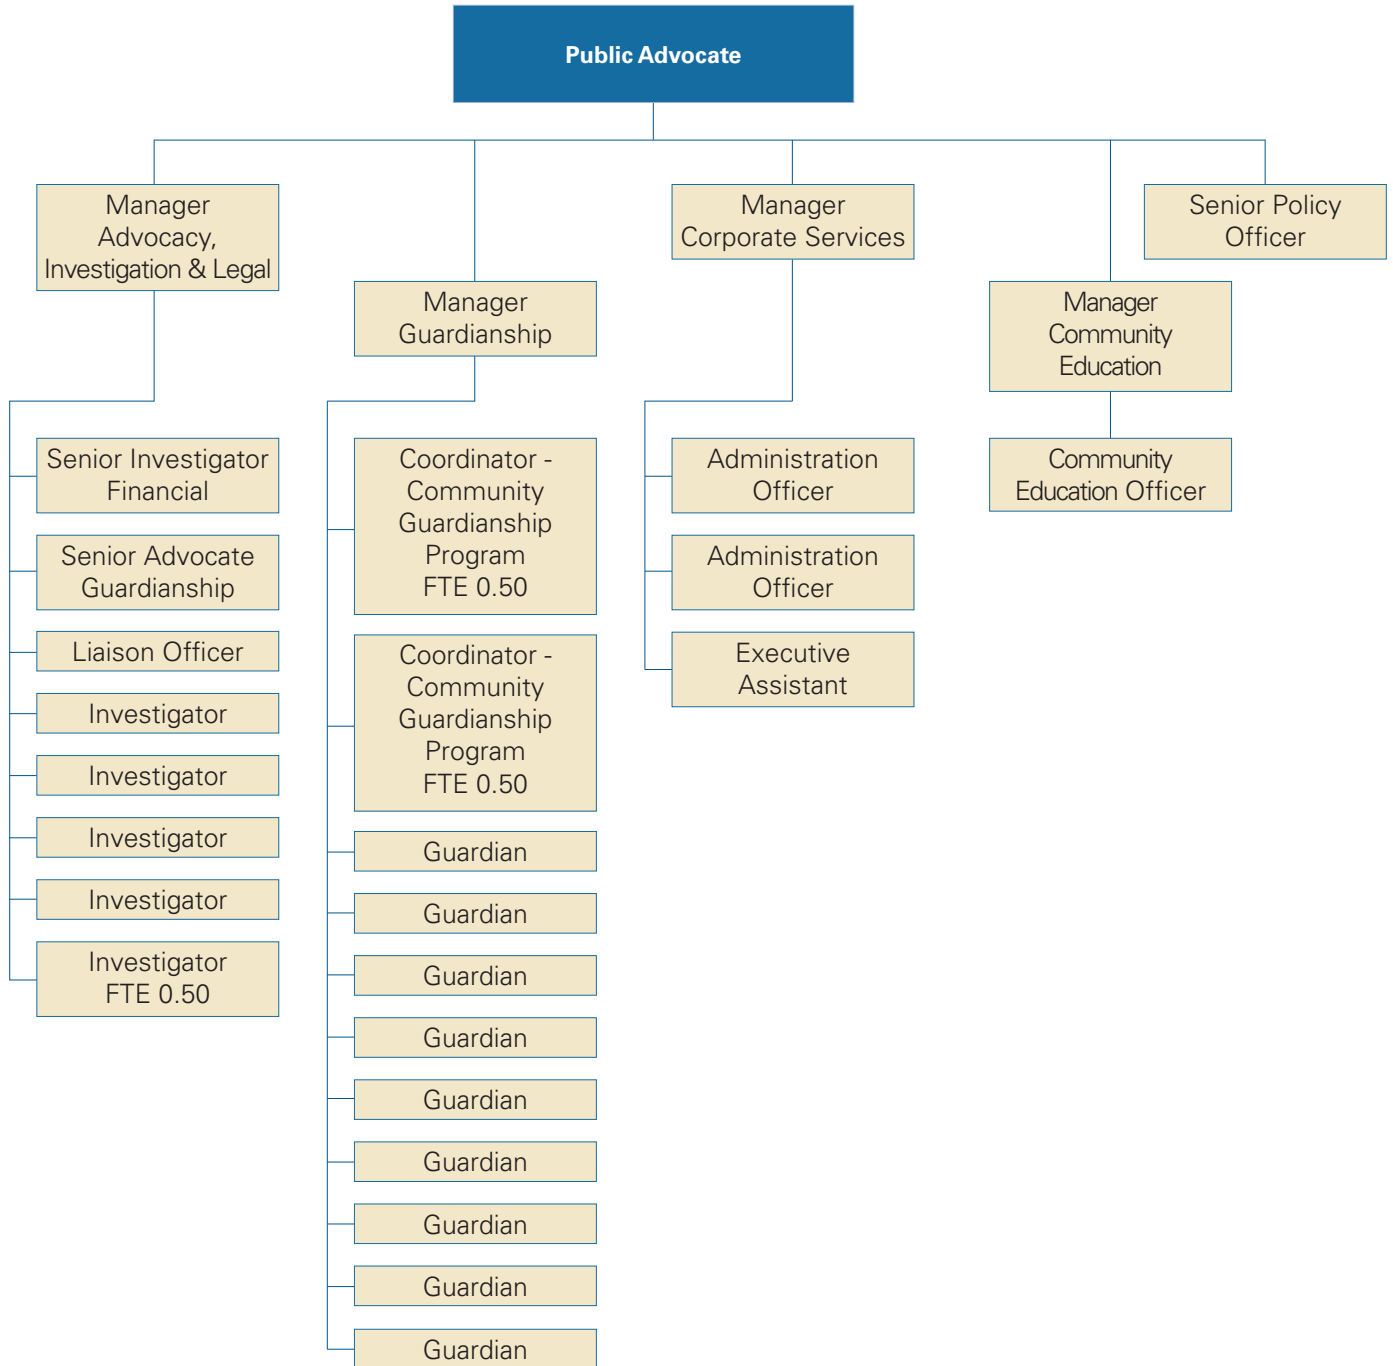 Public Advocate
Manager
Advocacy,
Investigation & Legal
Manager
Guardianship
Manager
Corporate Services
Manager
Community
Education
Senior Policy
Officer
Senior Investigator
Financial
Senior Advocate
Guardianship
Liaison Officer
Investigator
Investigator
Investigator
Investigator
Investigator
FTE 0.50
Coordinator -
Community
Guardianship
Program
FTE 0.50
Coordinator -
Community
Guardianship
Program
FTE 0.50
Guardian
Guardian
Guardian
Guardian
Guardian
Guardian
Guardian
Guardian
Guardian
Administration
Officer
Administration
Officer
Executive
Assistant
Community
Education Officer